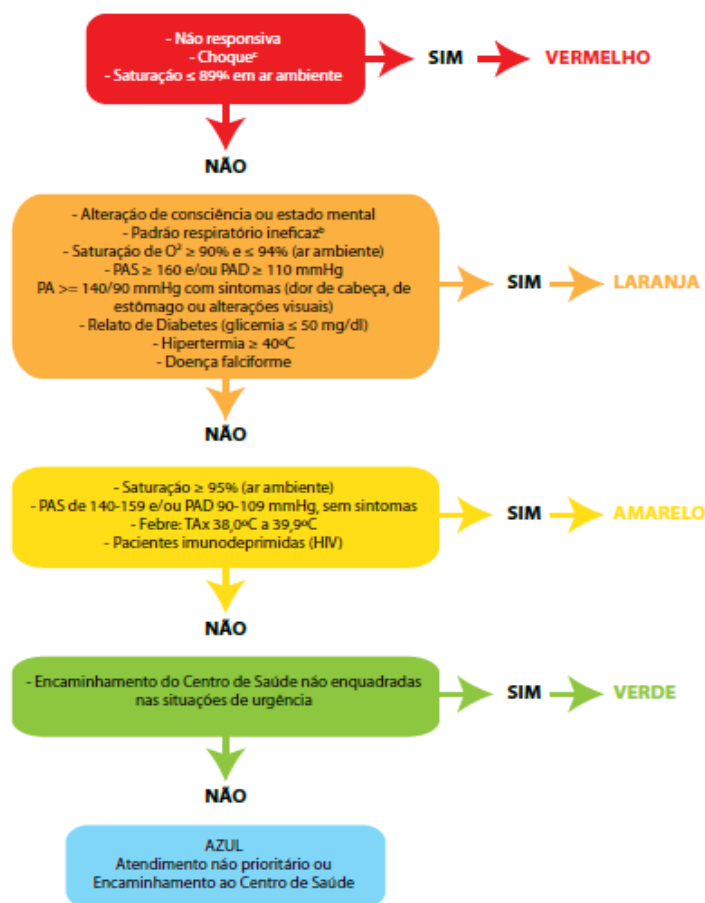 - Não responsiva
- Choqueᶜ
- Saturação ≤ 89% em ar ambiente
SIM
VERMELHO
NÃO
- Alteração de consciência ou estado mental
- Padrão respiratório ineficazᵇ
- Saturação de O² ≥ 90% e ≤ 94% (ar ambiente)
- PAS ≥ 160 e/ou PAD ≥ 110 mmHg
PA >= 140/90 mmHg com sintomas (dor de cabeça, de
estômago ou alterações visuais)
- Relato de Diabetes (glicemia ≤ 50 mg/dl)
- Hipertermia ≥ 40ºC
- Doença falciforme
SIM
LARANJA
NÃO
- Saturação ≥ 95% (ar ambiente)
- PAS de 140-159 e/ou PAD 90-109 mmHg, sem sintomas
- Febre: TAx 38,0ºC a 39,9ºC
- Pacientes imunodeprimidas (HIV)
SIM
AMARELO
NÃO
- Encaminhamento do Centro de Saúde não enquadradas
nas situações de urgência
SIM
VERDE
NÃO
AZUL
Atendimento não prioritário ou
Encaminhamento ao Centro de Saúde